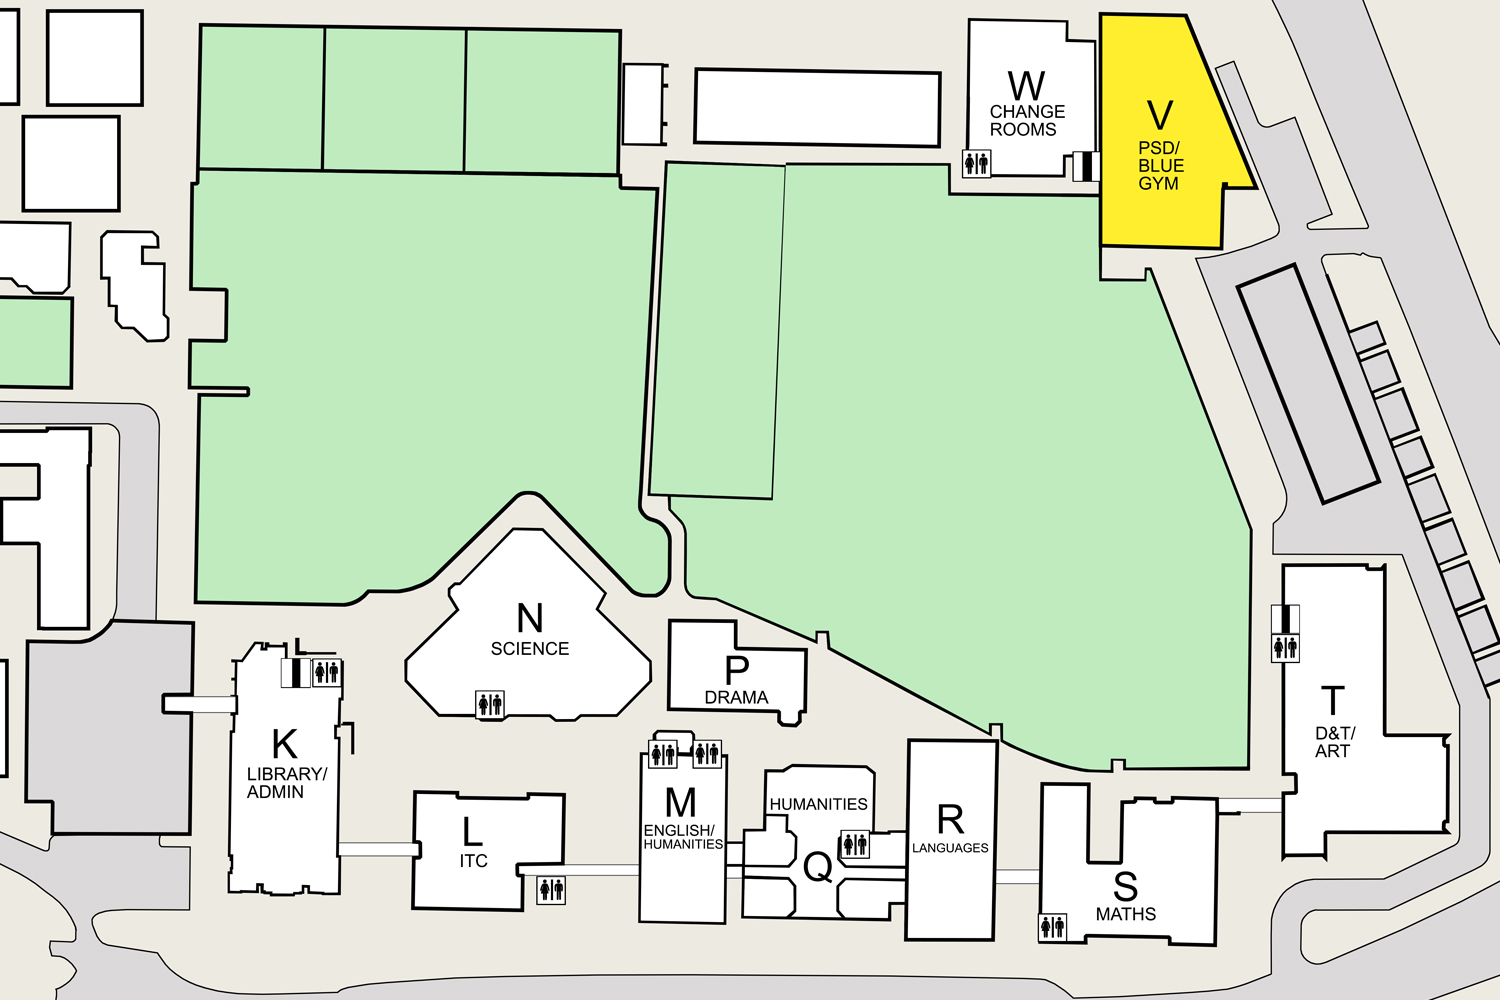 W
CHANGE
ROOMS
V
PSD/
BLUE
GYM
N
SCIENCE
P
DRAMA
K
LIBRARY/
ADMIN
T
D&T/
ART
L
ITC
M
ENGLISH/
HUMANITIES
HUMANITIES
Q
R
LANGUAGES
S
MATHS